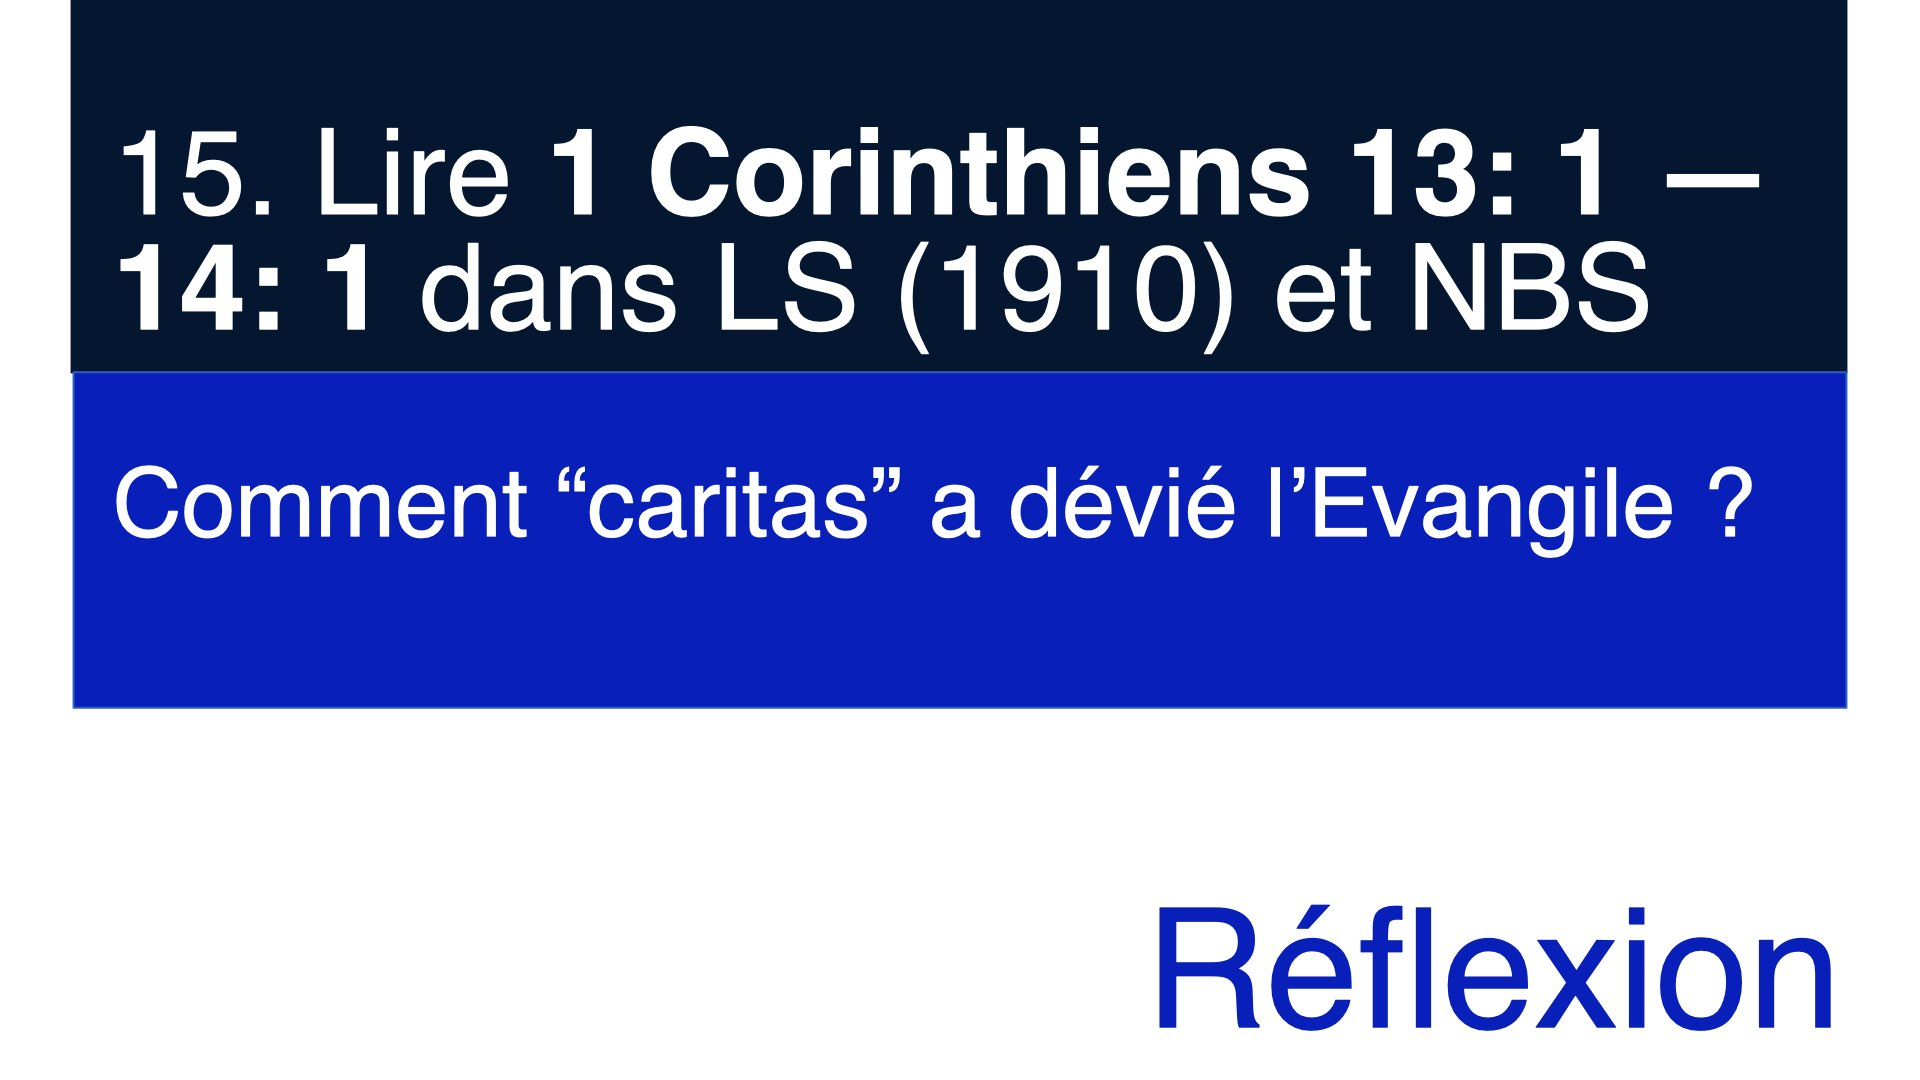 15. Lire 1 Corinthiens 13: 1 —
14: 1 dans LS (1910) et NBS
Comment “caritas” a dévié l’Evangile ?
Réflexion